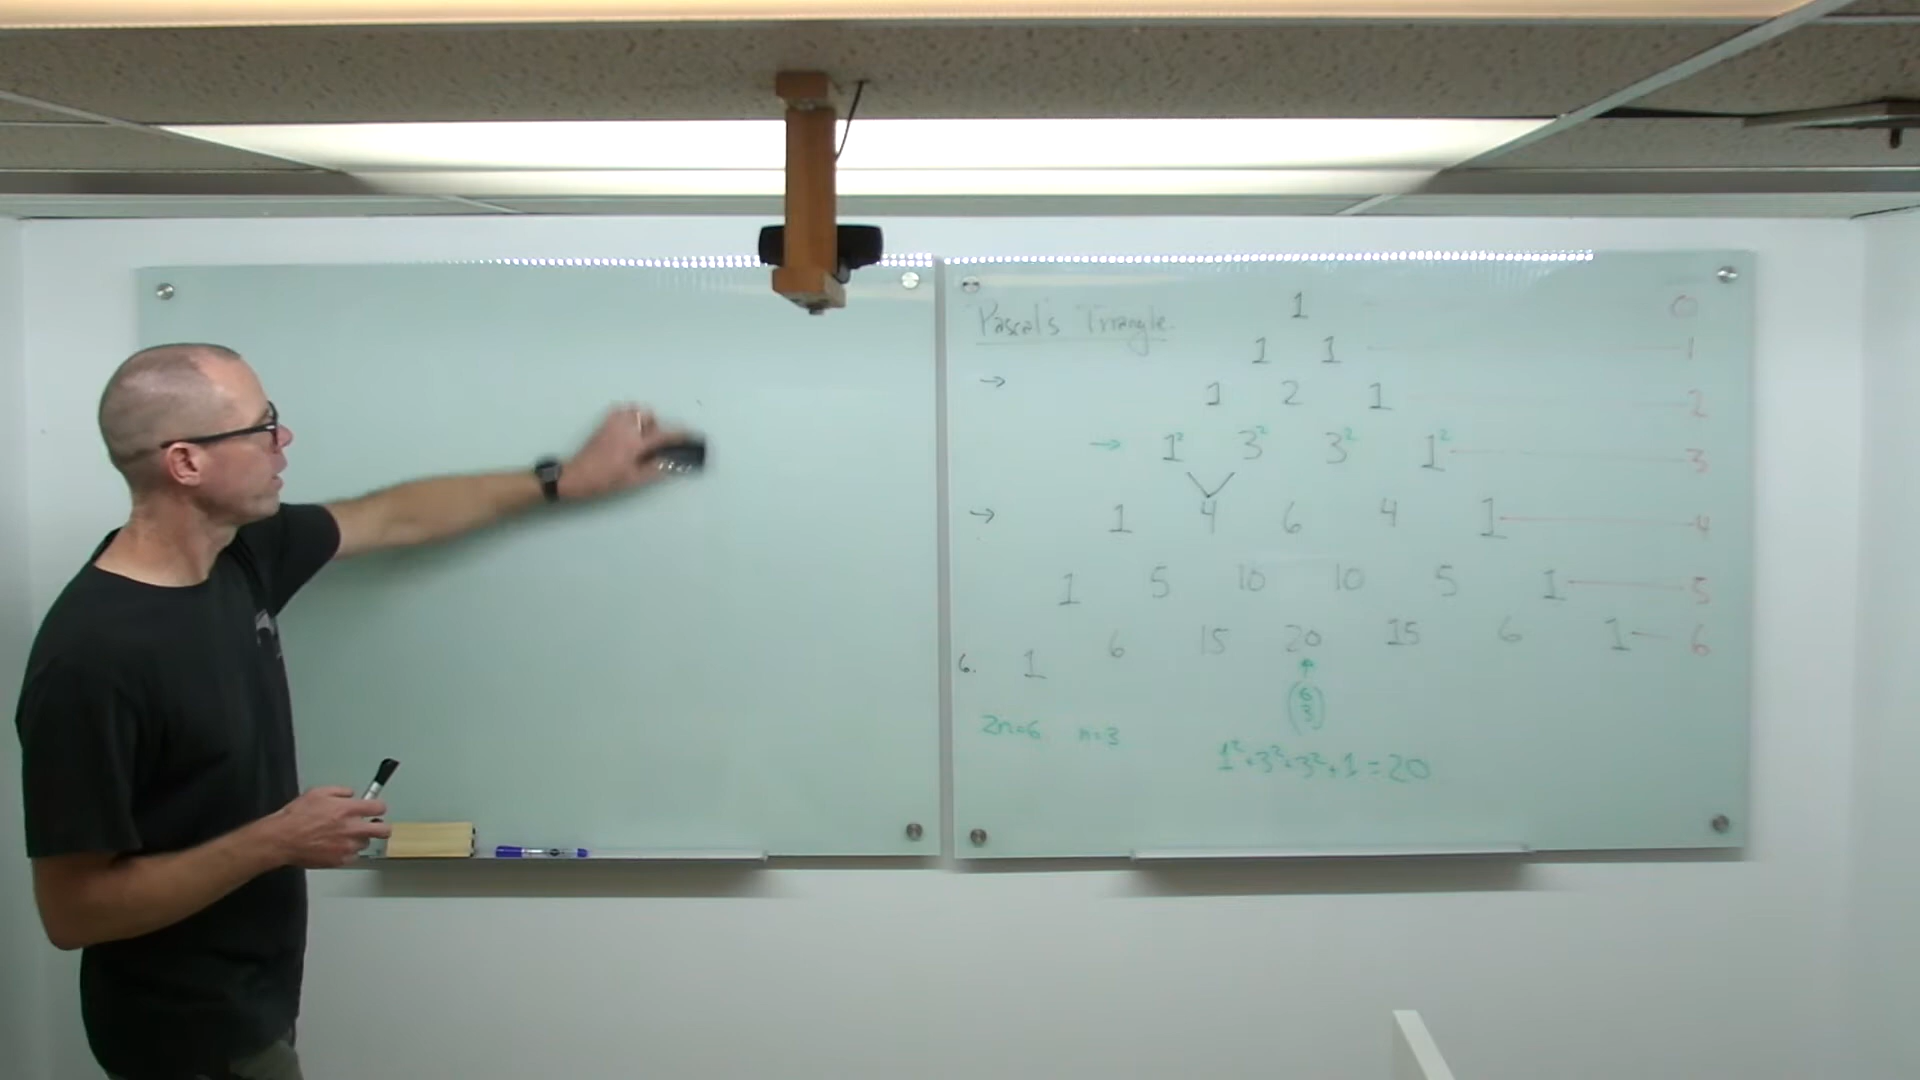 Pascal's Triangle
1 0
1 1 1
→ 1 2 1 2
→ 1² 3² 3² 1² 3
→ 1 4 6 4 1 4
1 5 10 10 5 1 5
6. 1 6 15 20 15 6 1 6
(6 3)
2n=6 n=3
1²+3²+3²+1=20